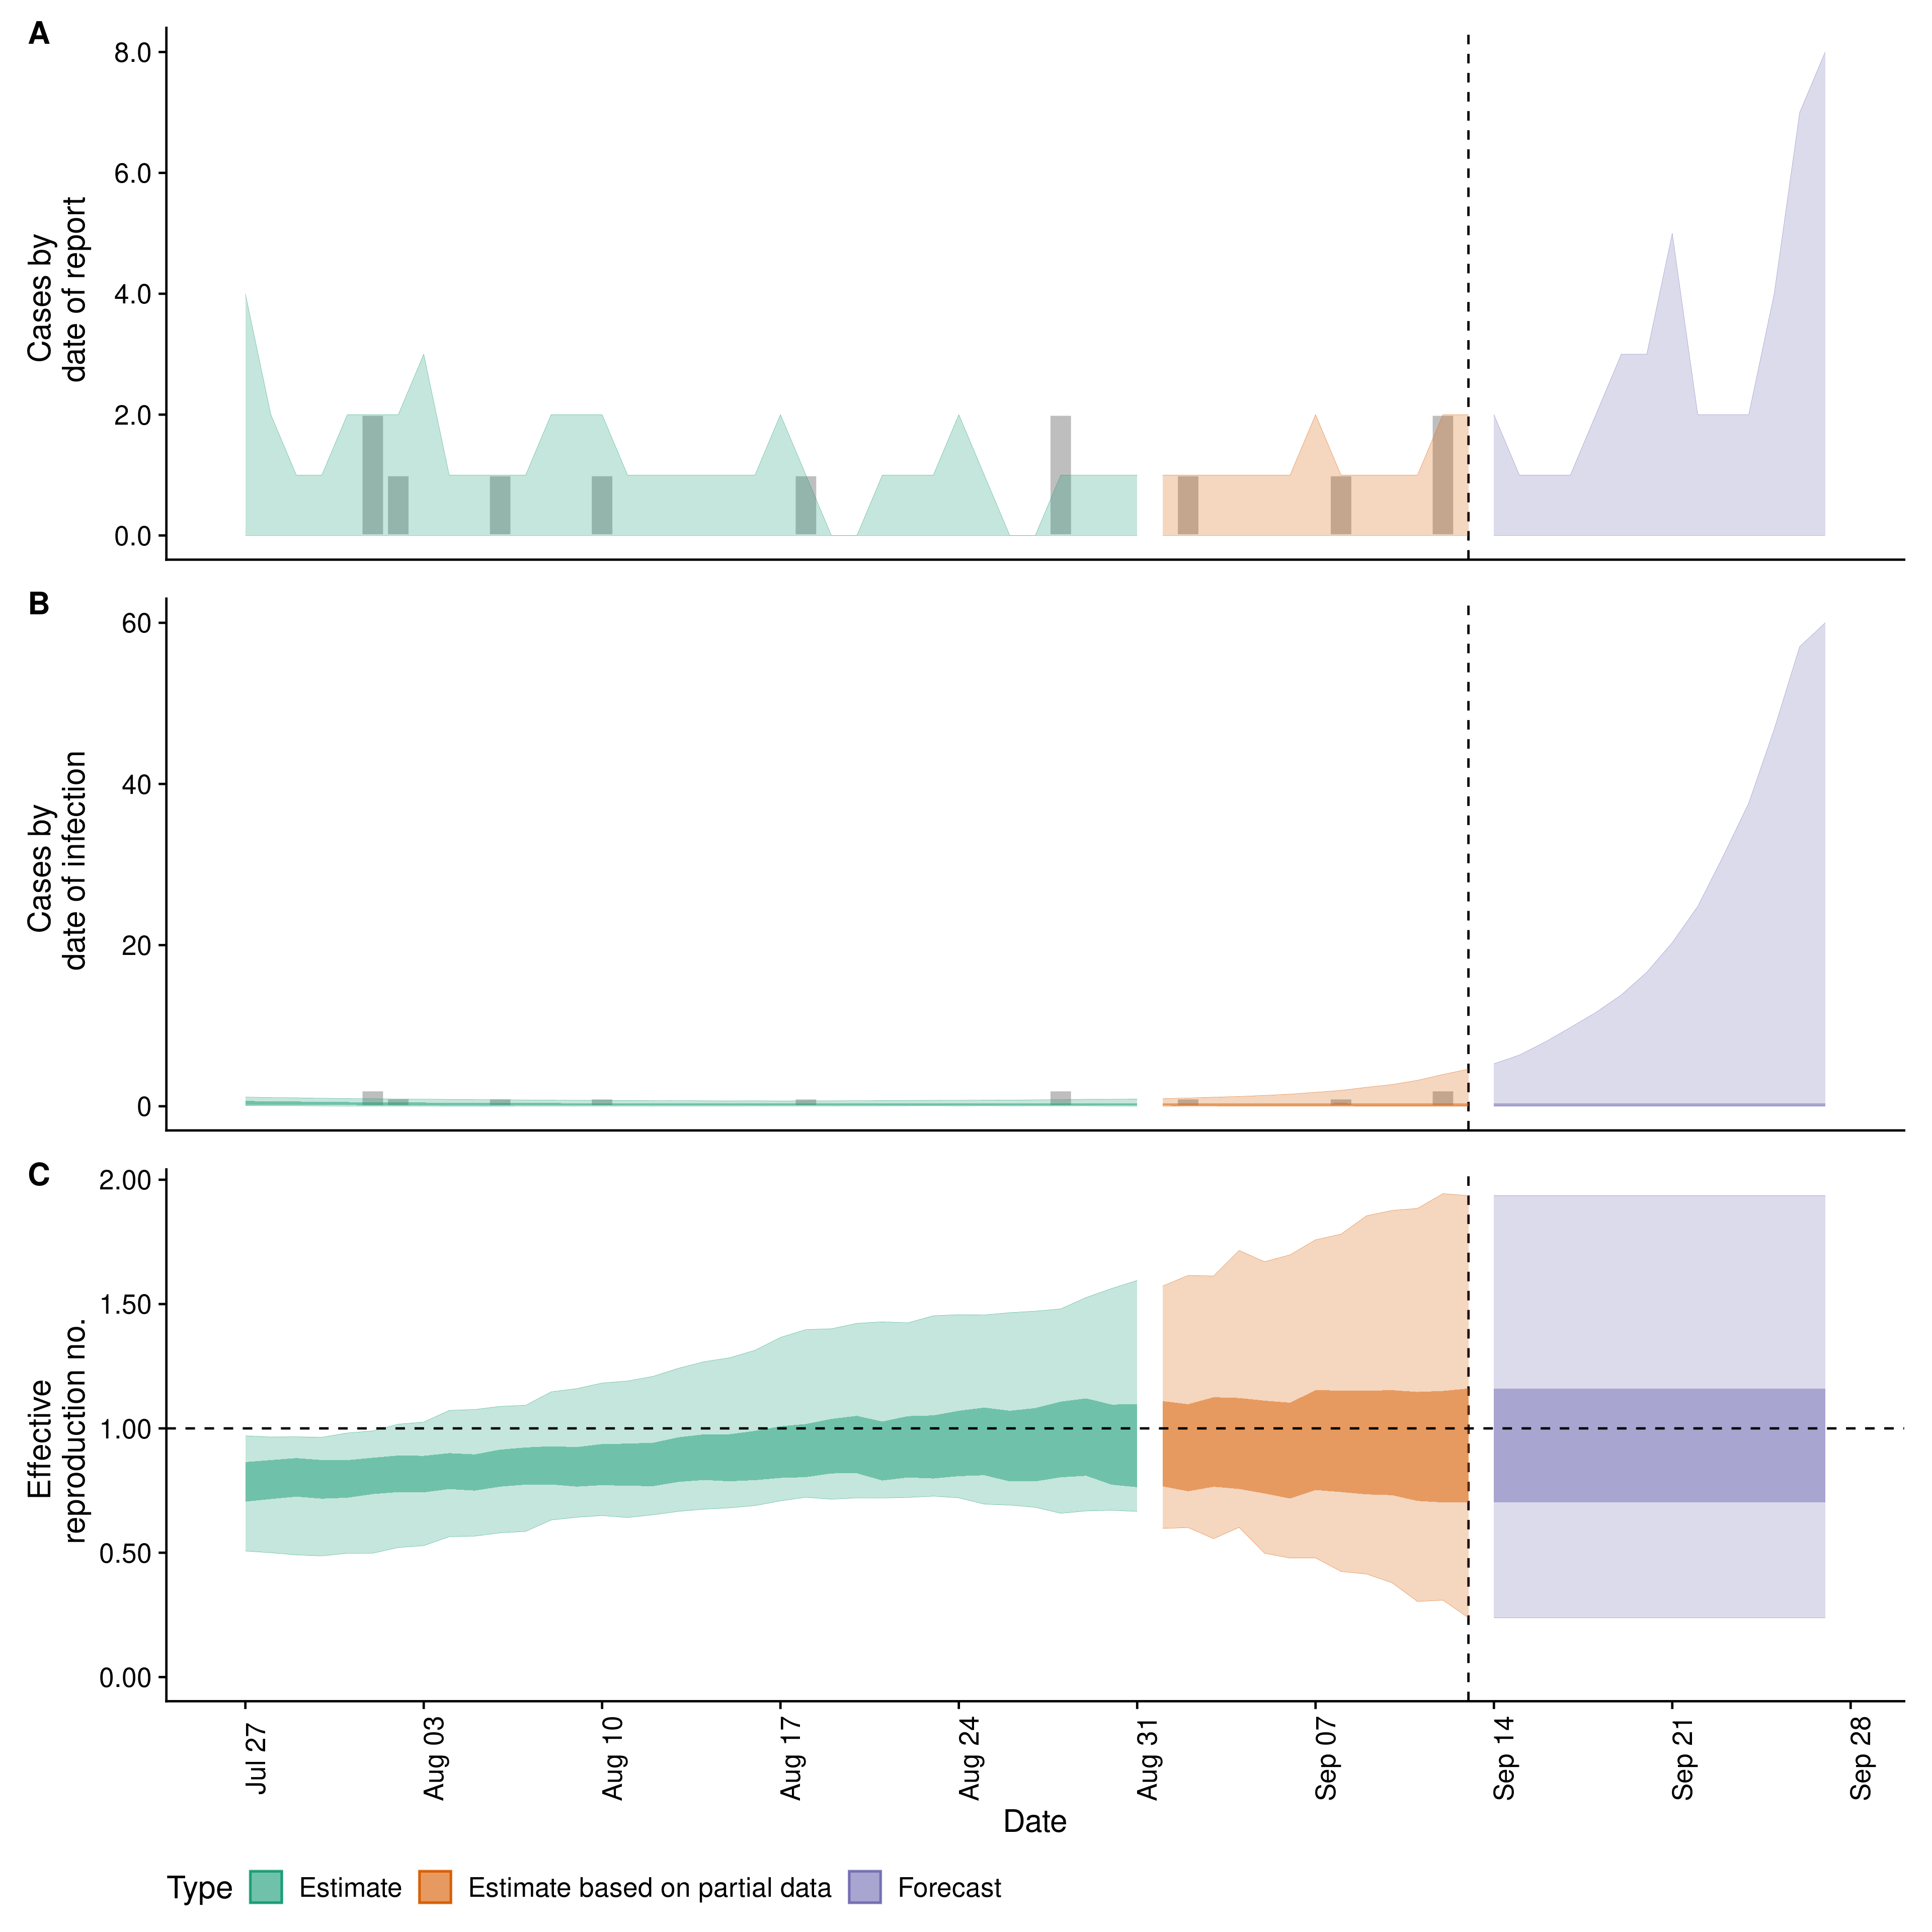 A
8.0
6.0
4.0
2.0
0.0
Cases by
date of report
B
60
40
20
0
Cases by
date of infection
C
2.00
1.50
1.00
0.50
0.00
Effective
reproduction no.
Jul 27
Aug 03
Aug 10
Aug 17
Aug 24
Aug 31
Sep 07
Sep 14
Sep 21
Sep 28
Date
Type Estimate Estimate based on partial data Forecast